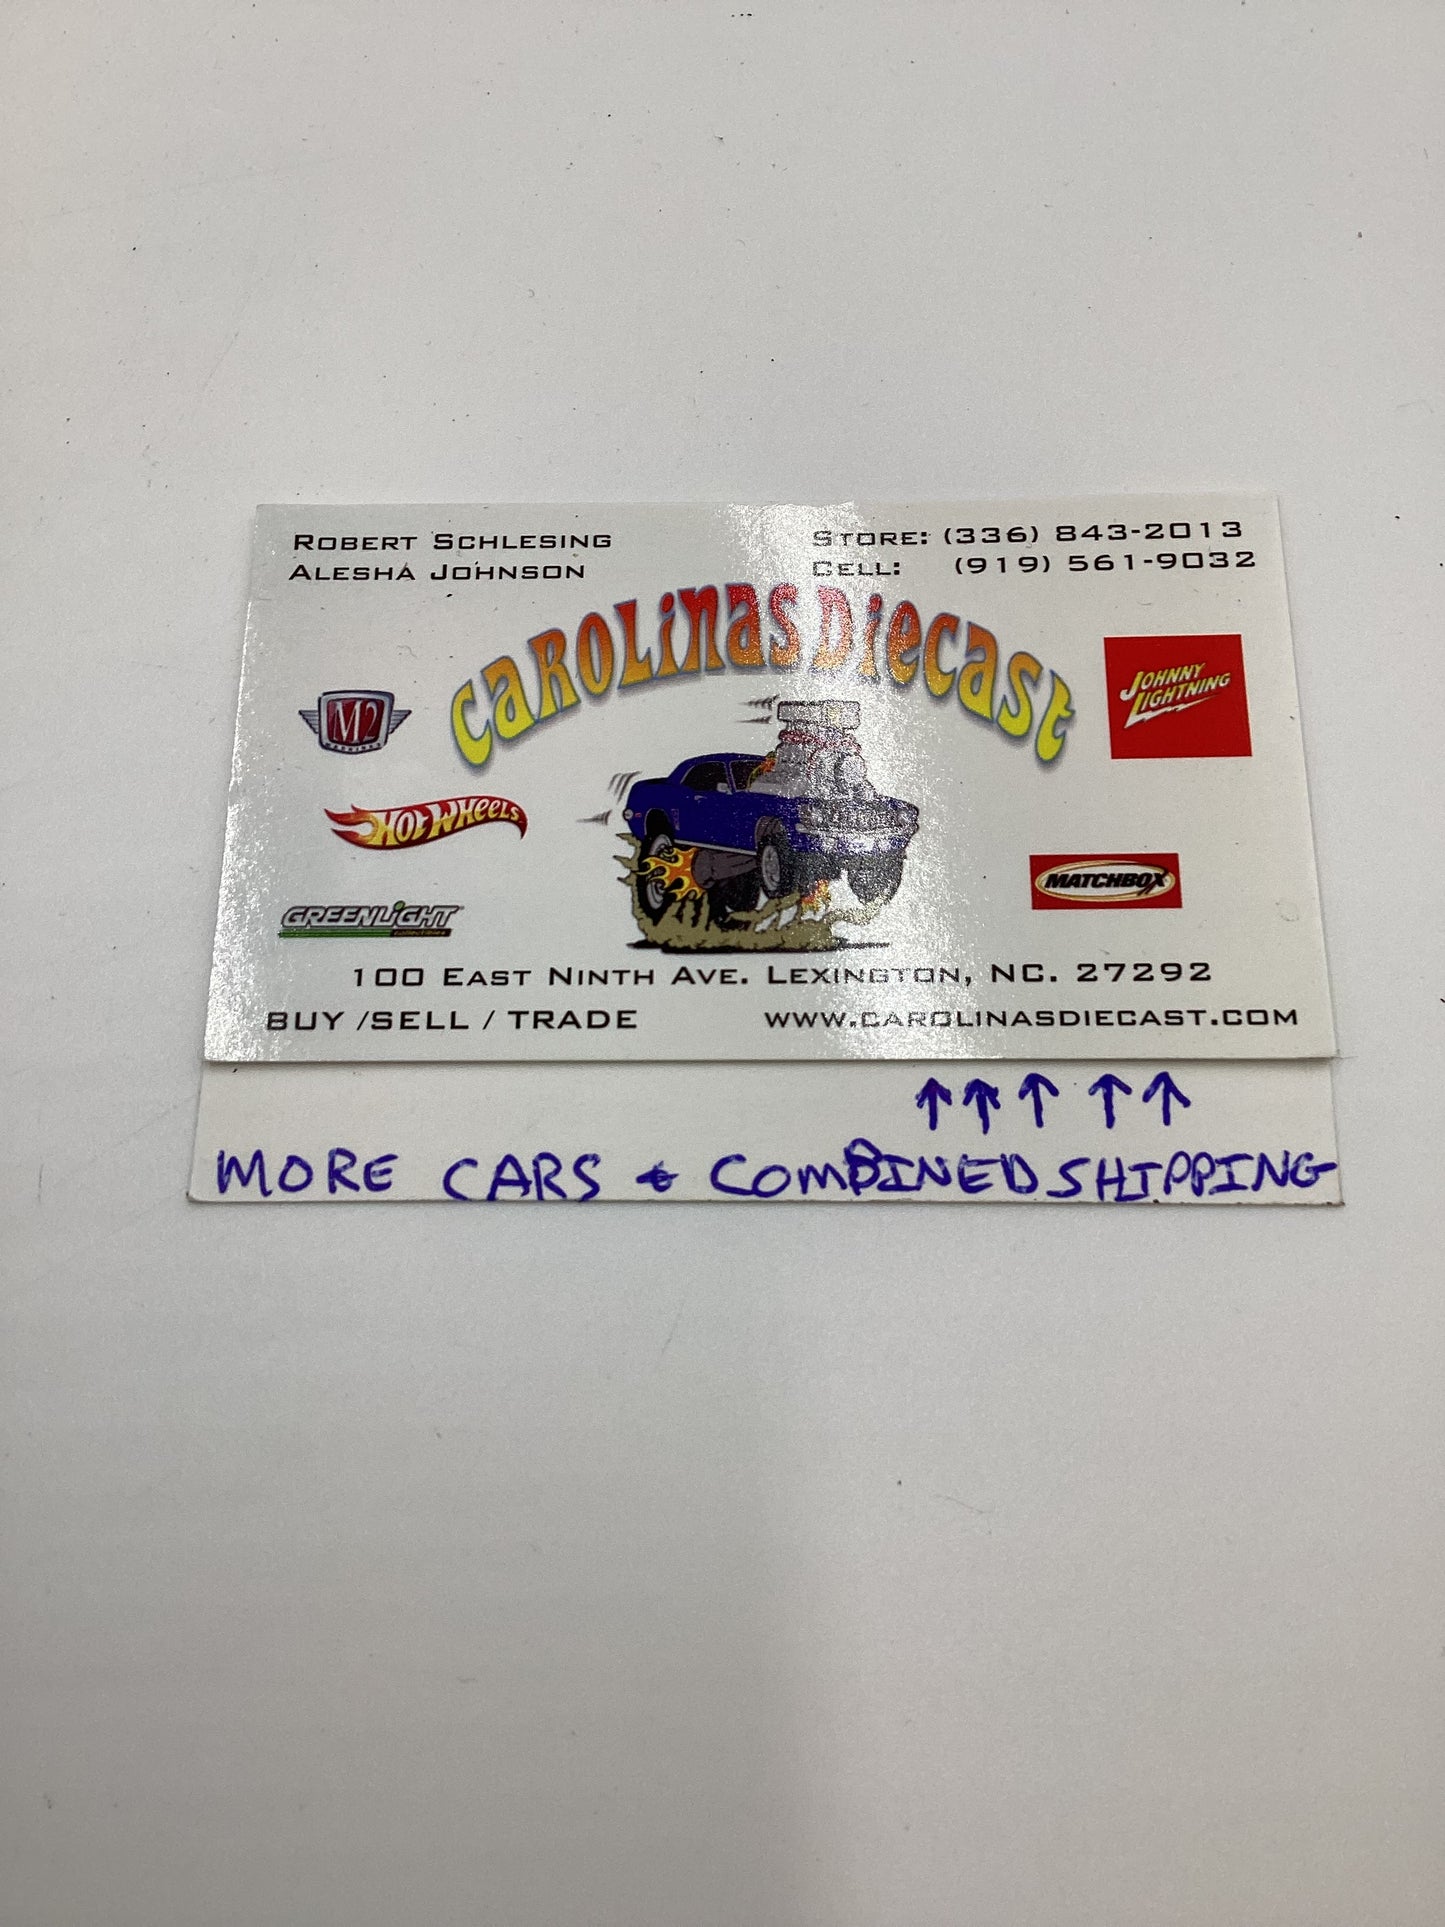 ROBERT SCHLESING
ALESHA JOHNSON
STORE: (336) 843-2013
CELL: (919) 561-9032
CAROLINAS DIECAST
M2
MACHINES
JOHNNY
LIGHTNING
HOT WHEELS
MATCHBOX
GREENLIGHT
COLLECTIBLES
100 EAST NINTH AVE. LEXINGTON, NC. 27292
BUY /SELL / TRADE
WWW.CAROLINASDIECAST.COM
↑ ↑ ↑ ↑ ↑
MORE CARS & COMBINED SHIPPING